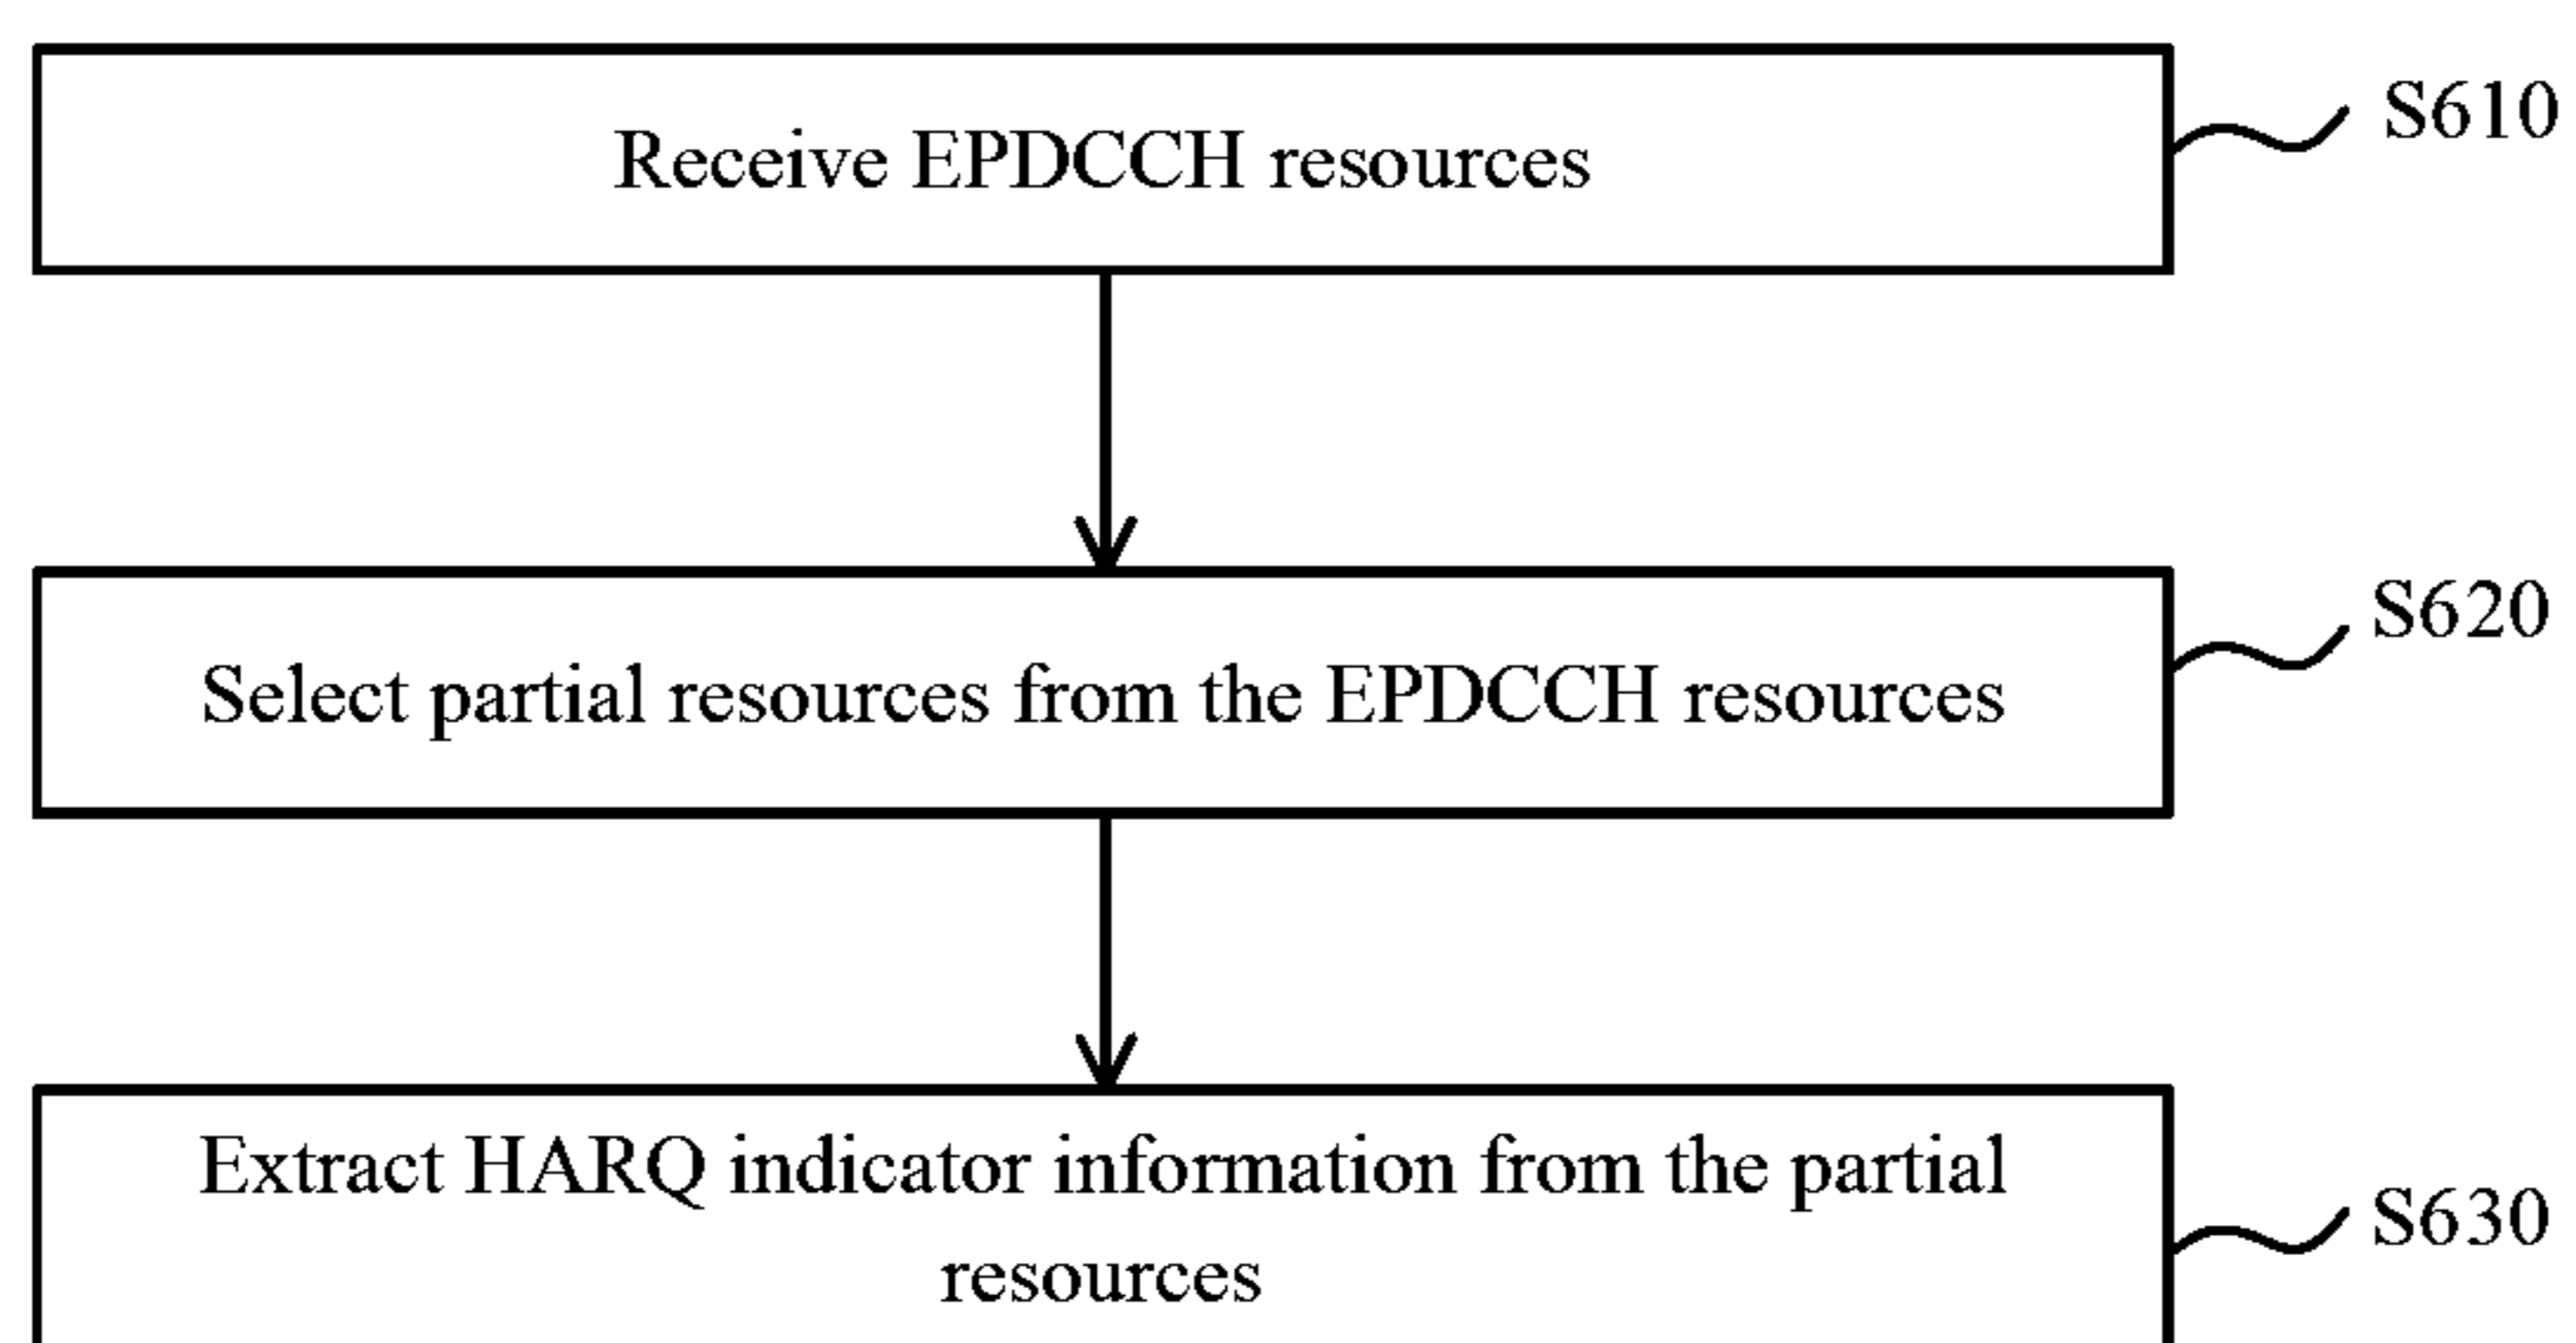 Receive EPDCCH resources
S610
Select partial resources from the EPDCCH resources
S620
Extract HARQ indicator information from the partial
resources
S630